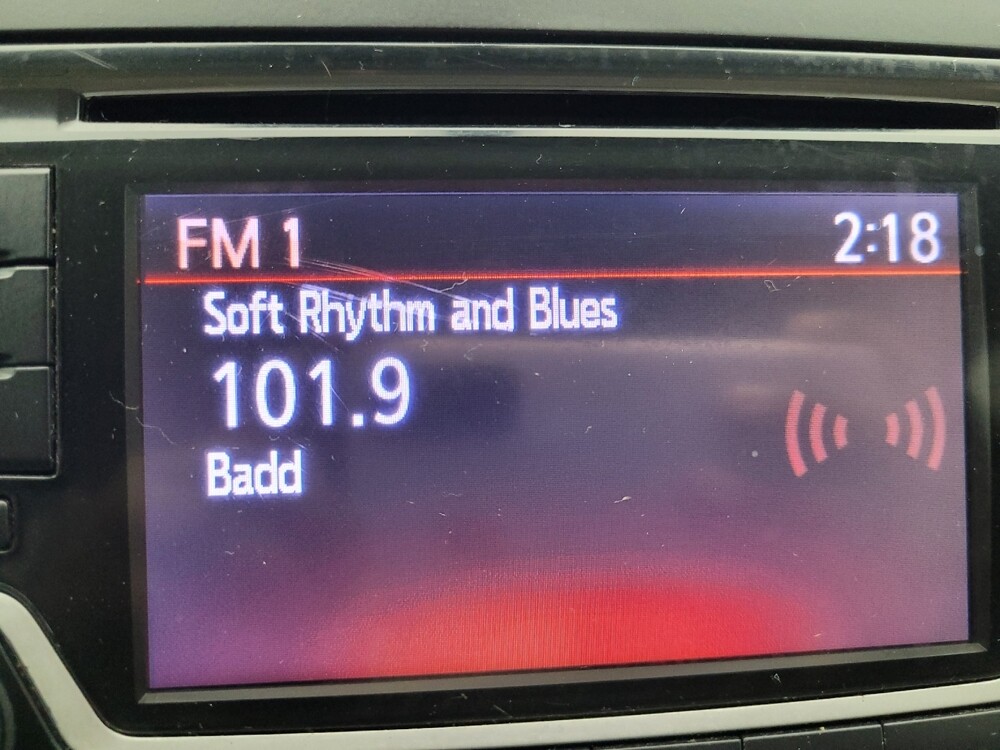 FM 1
2:18
Soft Rhythm and Blues
101.9
Badd